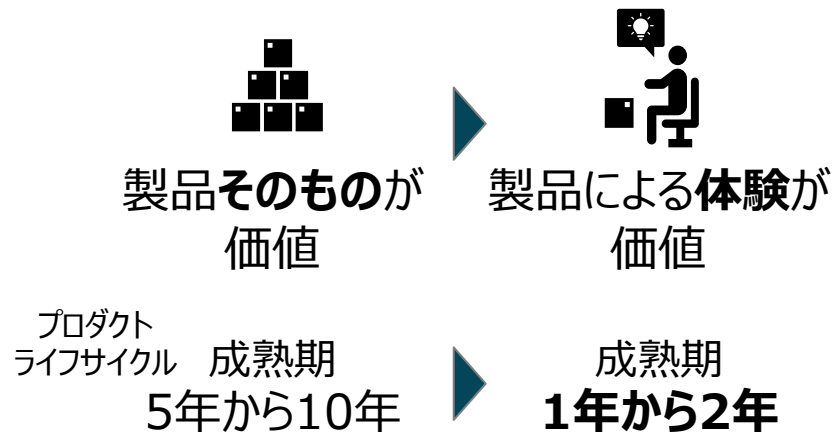 製品そのものが
価値
製品による体験が
価値
プロダクト
ライフサイクル
成熟期
5年から10年
成熟期
1年から2年